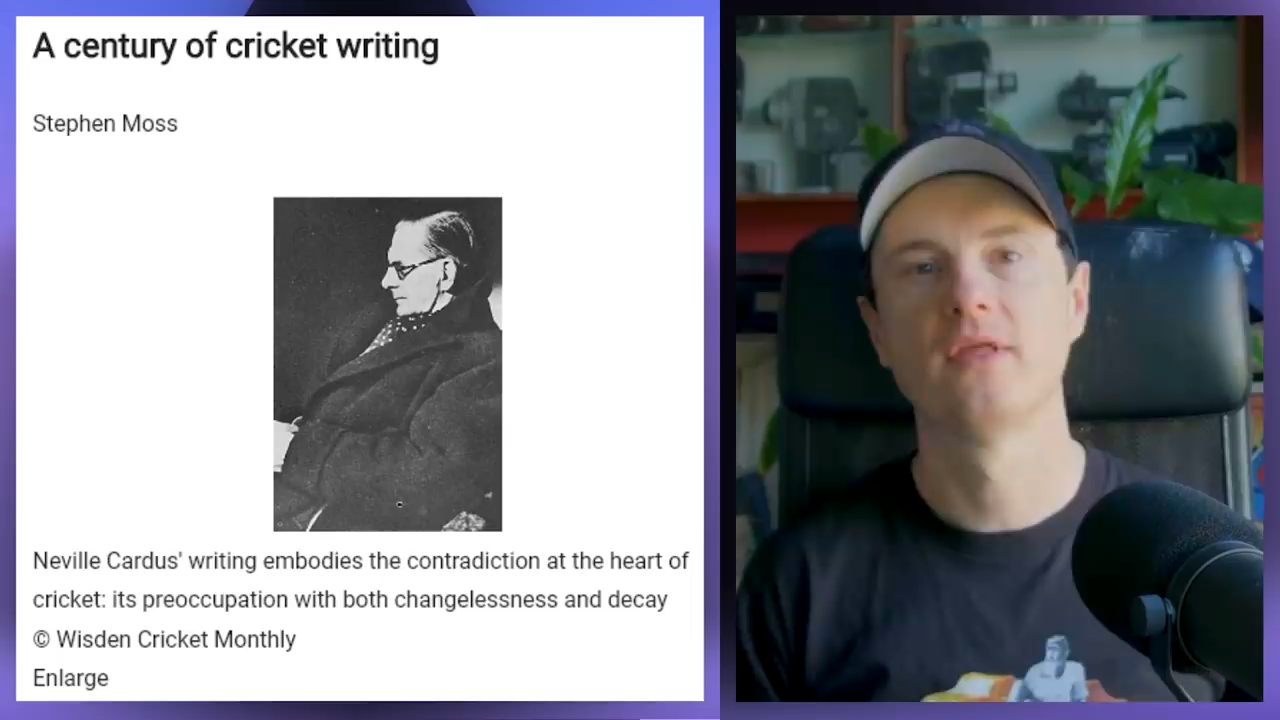 A century of cricket writing
Stephen Moss
Neville Cardus' writing embodies the contradiction at the heart of
cricket: its preoccupation with both changelessness and decay
© Wisden Cricket Monthly
Enlarge